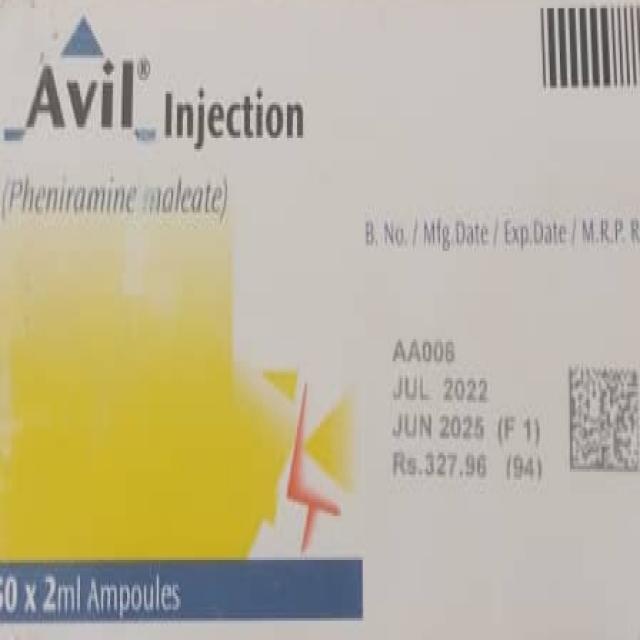 Avil® Injection
(Pheniramine maleate)
B. No. / Mfg.Date / Exp.Date / M.R.P. R
AA006
JUL 2022
JUN 2025 (F 1)
Rs.327.96 (94)
50 x 2ml Ampoules